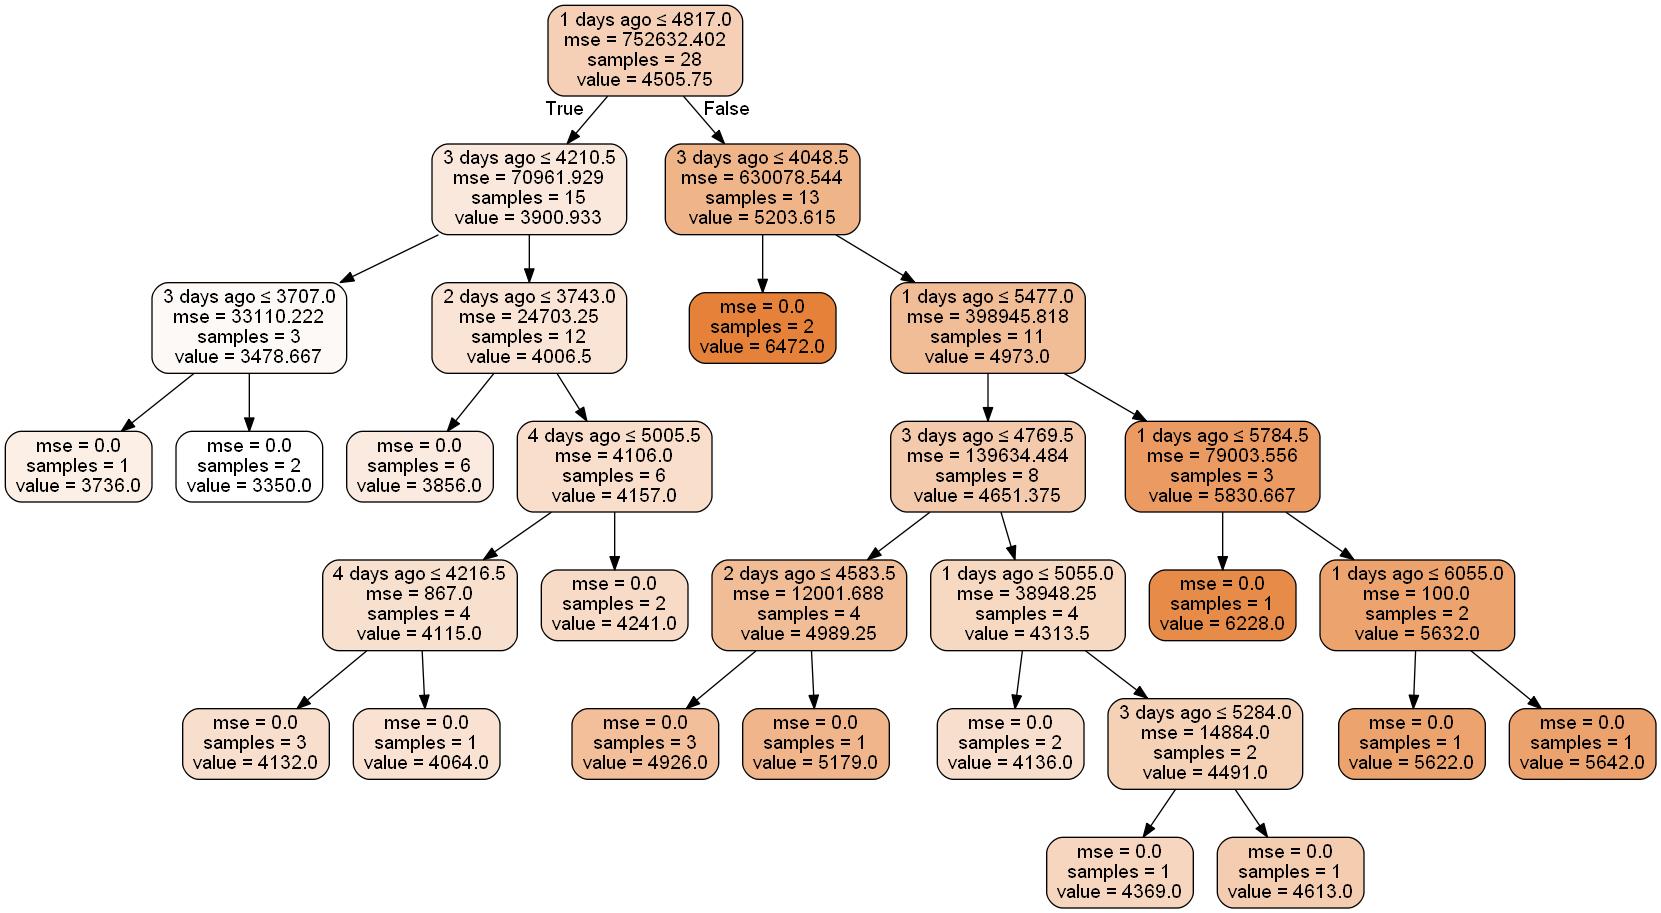 1 days ago ≤ 4817.0
mse = 752632.402
samples = 28
value = 4505.75
True
False
3 days ago ≤ 4210.5
mse = 70961.929
samples = 15
value = 3900.933
3 days ago ≤ 4048.5
mse = 630078.544
samples = 13
value = 5203.615
3 days ago ≤ 3707.0
mse = 33110.222
samples = 3
value = 3478.667
2 days ago ≤ 3743.0
mse = 24703.25
samples = 12
value = 4006.5
mse = 0.0
samples = 2
value = 6472.0
1 days ago ≤ 5477.0
mse = 398945.818
samples = 11
value = 4973.0
mse = 0.0
samples = 1
value = 3736.0
mse = 0.0
samples = 2
value = 3350.0
mse = 0.0
samples = 6
value = 3856.0
4 days ago ≤ 5005.5
mse = 4106.0
samples = 6
value = 4157.0
3 days ago ≤ 4769.5
mse = 139634.484
samples = 8
value = 4651.375
1 days ago ≤ 5784.5
mse = 79003.556
samples = 3
value = 5830.667
4 days ago ≤ 4216.5
mse = 867.0
samples = 4
value = 4115.0
mse = 0.0
samples = 2
value = 4241.0
2 days ago ≤ 4583.5
mse = 12001.688
samples = 4
value = 4989.25
1 days ago ≤ 5055.0
mse = 38948.25
samples = 4
value = 4313.5
mse = 0.0
samples = 1
value = 6228.0
1 days ago ≤ 6055.0
mse = 100.0
samples = 2
value = 5632.0
mse = 0.0
samples = 3
value = 4132.0
mse = 0.0
samples = 1
value = 4064.0
mse = 0.0
samples = 3
value = 4926.0
mse = 0.0
samples = 1
value = 5179.0
mse = 0.0
samples = 2
value = 4136.0
3 days ago ≤ 5284.0
mse = 14884.0
samples = 2
value = 4491.0
mse = 0.0
samples = 1
value = 5622.0
mse = 0.0
samples = 1
value = 5642.0
mse = 0.0
samples = 1
value = 4369.0
mse = 0.0
samples = 1
value = 4613.0